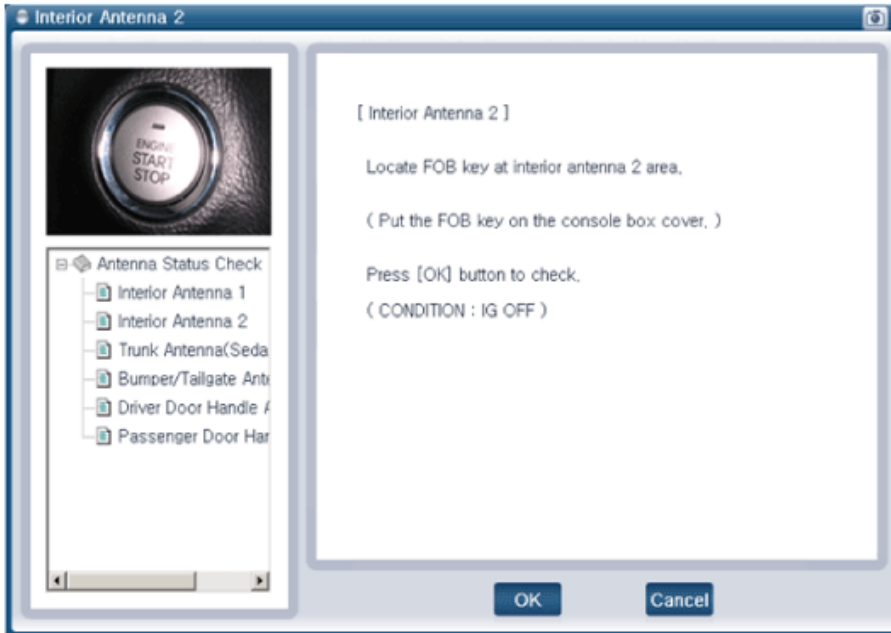 Interior Antenna 2
ENGINE
START
STOP
Antenna Status Check
Interior Antenna 1
Interior Antenna 2
Trunk Antenna(Seda
Bumper/Tailgate Ante
Driver Door Handle A
Passenger Door Har
[ Interior Antenna 2 ]
Locate FOB key at interior antenna 2 area,
( Put the FOB key on the console box cover, )
Press [OK] button to check,
( CONDITION : IG OFF )
OK
Cancel